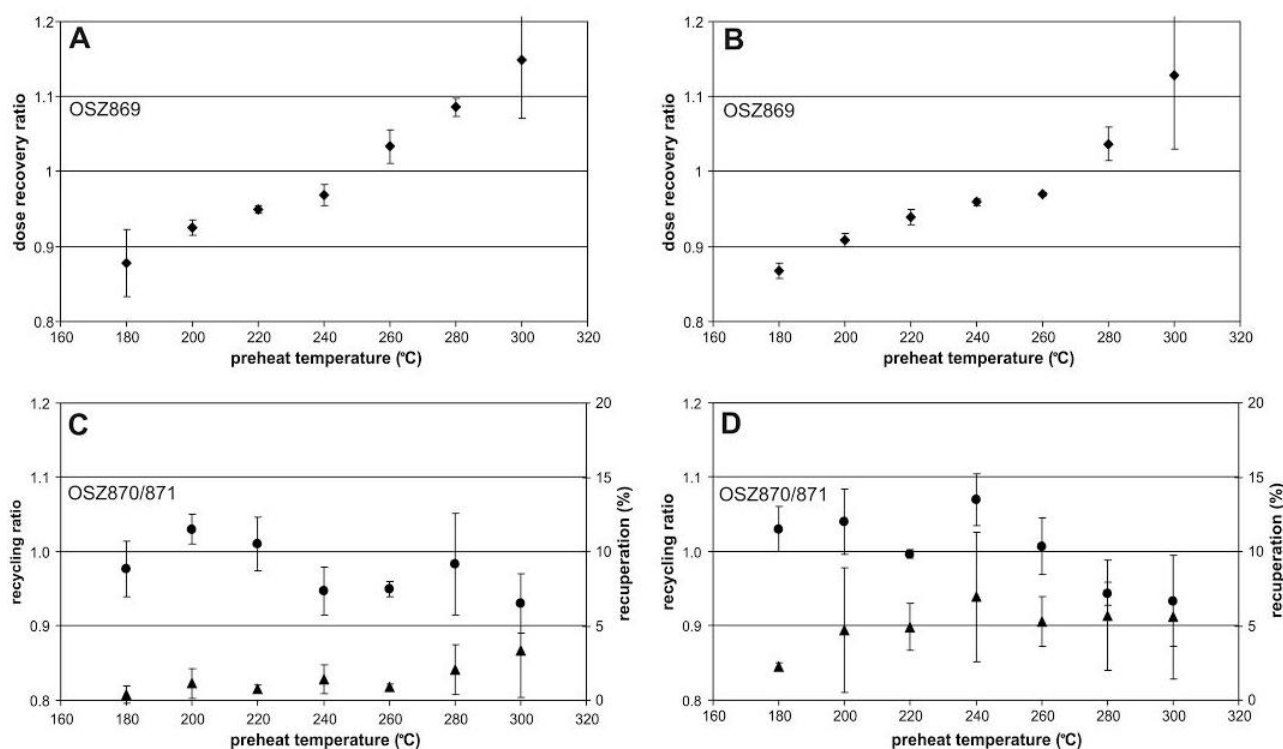 A
OSZ869
dose recovery ratio
1.2
1.1
1
0.9
0.8
160 180 200 220 240 260 280 300 320
preheat temperature (°C)
B
OSZ869
dose recovery ratio
1.2
1.1
1
0.9
0.8
160 180 200 220 240 260 280 300 320
preheat temperature (°C)
C
OSZ870/871
recycling ratio
1.2
1.1
1.0
0.9
0.8
20
15
10
5
0
recuperation (%)
160 180 200 220 240 260 280 300 320
preheat temperature (°C)
D
OSZ870/871
recycling ratio
1.2
1.1
1.0
0.9
0.8
20
15
10
5
0
recuperation (%)
160 180 200 220 240 260 280 300 320
preheat temperature (°C)